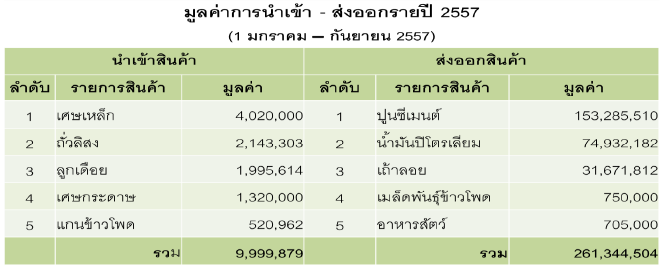 มูลค่าการนำเข้า - ส่งออกรายปี 2557
(1 มกราคม – กันยายน 2557)
นำเข้าสินค้า ส่งออกสินค้า
ลำดับ รายการสินค้า มูลค่า ลำดับ รายการสินค้า มูลค่า
1 เศษเหล็ก 4,020,000 1 ปูนซีเมนต์ 153,285,510
2 ถั่วลิสง 2,143,303 2 น้ำมันปิโตรเลียม 74,932,182
3 ลูกเดือย 1,995,614 3 เถ้าลอย 31,671,812
4 เศษกระดาษ 1,320,000 4 เมล็ดพันธุ์ข้าวโพด 750,000
5 แกนข้าวโพด 520,962 5 อาหารสัตว์ 705,000
รวม 9,999,879 รวม 261,344,504